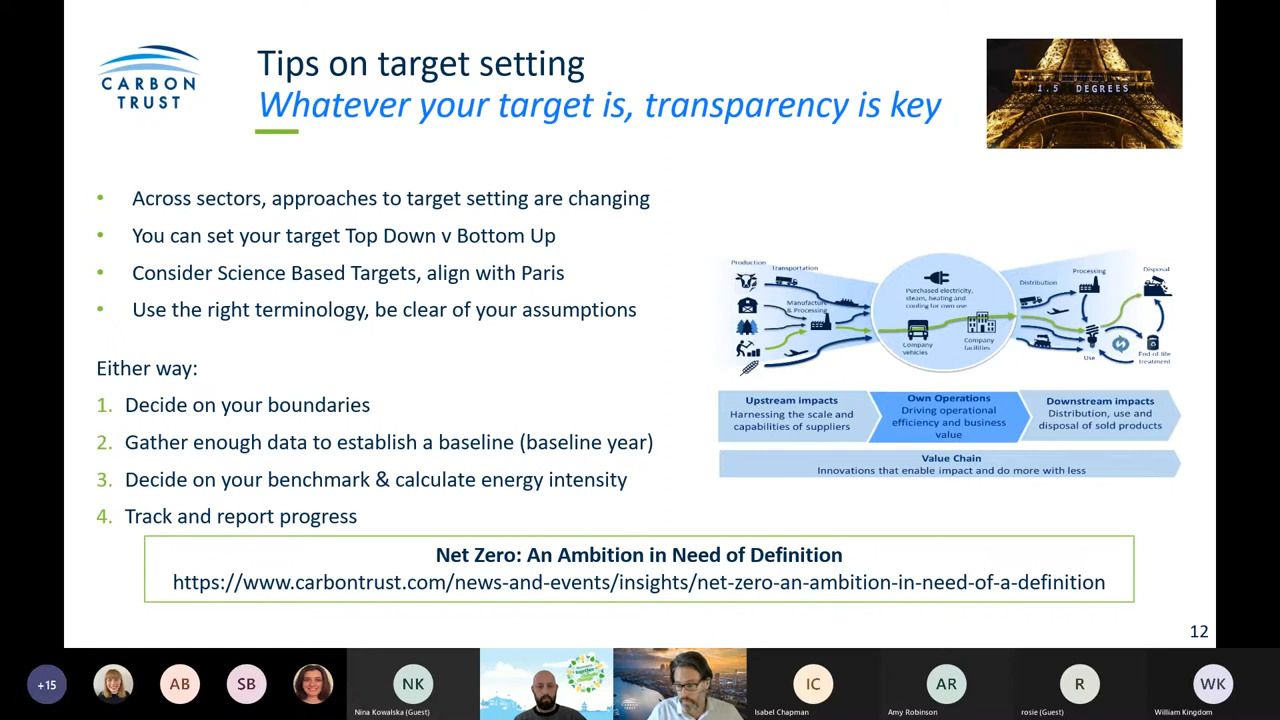 CARBON
TRUST
Tips on target setting
Whatever your target is, transparency is key
1.5 DEGREES
• Across sectors, approaches to target setting are changing
• You can set your target Top Down v Bottom Up
• Consider Science Based Targets, align with Paris
• Use the right terminology, be clear of your assumptions
Either way:
1. Decide on your boundaries
2. Gather enough data to establish a baseline (baseline year)
3. Decide on your benchmark & calculate energy intensity
4. Track and report progress
Production
Transportation
Manufacture
& Processing
Purchased electricity,
steam, heating and
cooling for own use
Company
vehicles
Company
facilities
Distribution
Processing
Disposal
Use
End of life
treatment
Upstream impacts
Harnessing the scale and
capabilities of suppliers
Own Operations
Driving operational
efficiency and business
value
Downstream impacts
Distribution, use and
disposal of sold products
Value Chain
Innovations that enable impact and do more with less
Net Zero: An Ambition in Need of Definition
https://www.carbontrust.com/news-and-events/insights/net-zero-an-ambition-in-need-of-a-definition
12
+15
AB
SB
NK
Nina Kowalska (Guest)
together
CARBON
TRUST
IC
Isabel Chapman
AR
Amy Robinson
R
rosie (Guest)
WK
William Kingdom